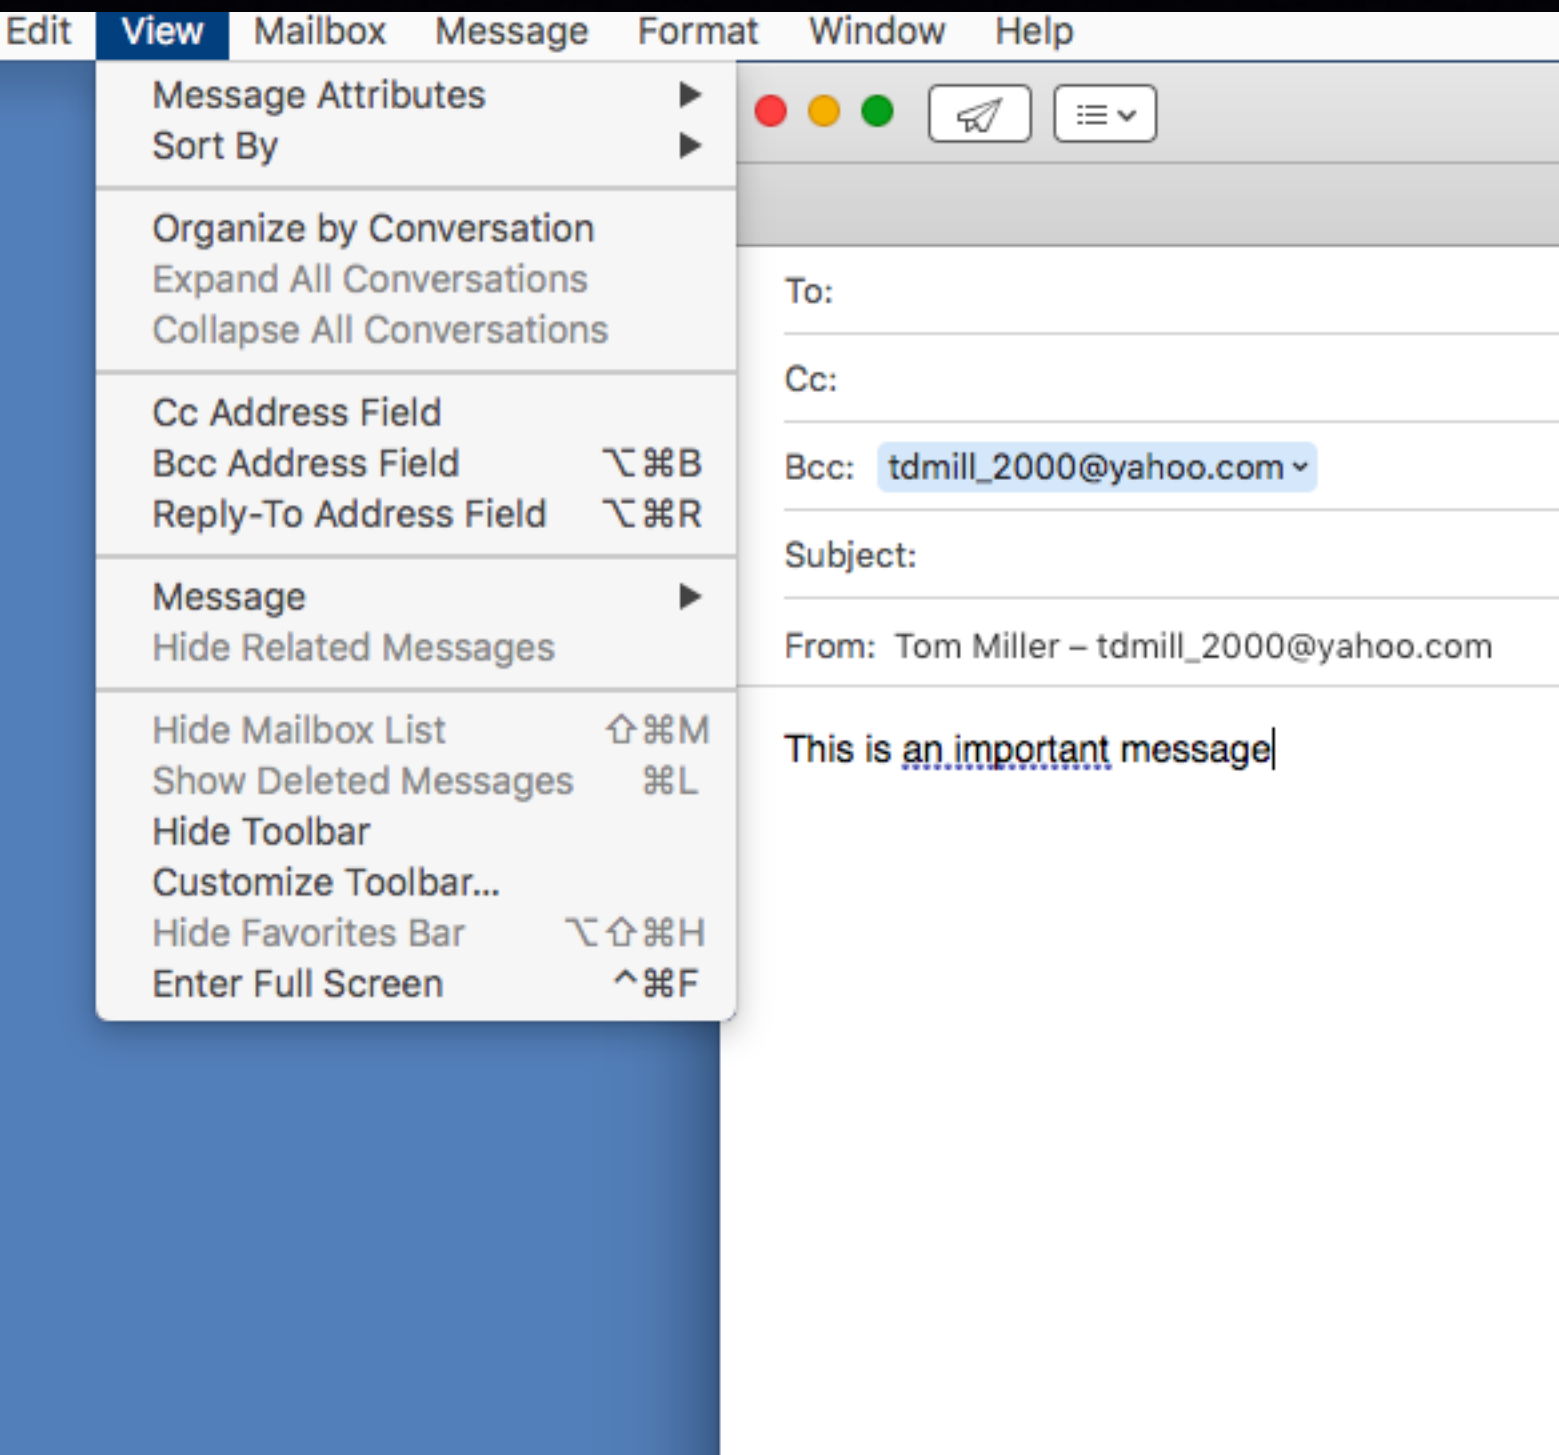 Edit View Mailbox Message Format Window Help
Message Attributes ▶
Sort By ▶
Organize by Conversation
Expand All Conversations
Collapse All Conversations
Cc Address Field
Bcc Address Field ⌥⌘B
Reply-To Address Field ⌥⌘R
Message ▶
Hide Related Messages
Hide Mailbox List ⇧⌘M
Show Deleted Messages ⌘L
Hide Toolbar
Customize Toolbar...
Hide Favorites Bar ⌥⇧⌘H
Enter Full Screen ^⌘F
To:
Cc:
Bcc: tdmill_2000@yahoo.com
Subject:
From: Tom Miller – tdmill_2000@yahoo.com
This is an important message